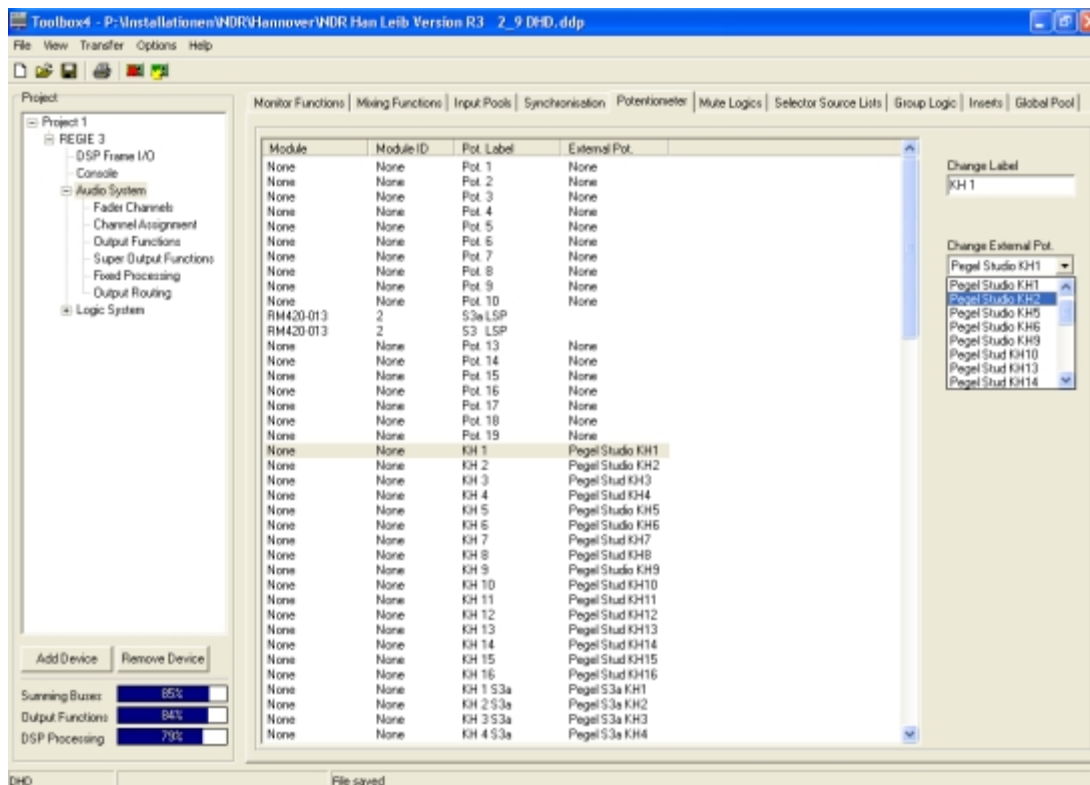 Toolbox4 - P:\Installationen\NDR\Hannover\NDR Han Leib Version R3 2_9 DHD.ddp
File View Transfer Options Help
Project
Project 1
REGIE 3
DSP Frame I/O
Console
Audio System
Fader Channels
Channel Assignment
Output Functions
Super Output Functions
Fixed Processing
Output Routing
Logic System
Add Device Remove Device
Summing Buses 85%
Output Functions 84%
DSP Processing 79%
Monitor Functions Mixing Functions Input Pools Synchronisation Potentiometer Mute Logics Selector Source Lists Group Logic Inserts Global Pool
Module Module ID Pot. Label External Pot.
None None Pot. 1 None
None None Pot. 2 None
None None Pot. 3 None
None None Pot. 4 None
None None Pot. 5 None
None None Pot. 6 None
None None Pot. 7 None
None None Pot. 8 None
None None Pot. 9 None
None None Pot. 10 None
RM420-013 2 S3a LSP
RM420-013 2 S3 LSP
None None Pot. 13 None
None None Pot. 14 None
None None Pot. 15 None
None None Pot. 16 None
None None Pot. 17 None
None None Pot. 18 None
None None Pot. 19 None
None None KH 1 Pegel Studio KH1
None None KH 2 Pegel Studio KH2
None None KH 3 Pegel Stud KH3
None None KH 4 Pegel Stud KH4
None None KH 5 Pegel Studio KH5
None None KH 6 Pegel Studio KH6
None None KH 7 Pegel Stud KH7
None None KH 8 Pegel Stud KH8
None None KH 9 Pegel Studio KH9
None None KH 10 Pegel Stud KH10
None None KH 11 Pegel Stud KH11
None None KH 12 Pegel Stud KH12
None None KH 13 Pegel Stud KH13
None None KH 14 Pegel Stud KH14
None None KH 15 Pegel Stud KH15
None None KH 16 Pegel Stud KH16
None None KH 1 S3a Pegel S3a KH1
None None KH 2 S3a Pegel S3a KH2
None None KH 3 S3a Pegel S3a KH3
None None KH 4 S3a Pegel S3a KH4
Change Label
KH 1
Change External Pot.
Pegel Studio KH1
Pegel Studio KH1
Pegel Studio KH2
Pegel Studio KH5
Pegel Studio KH6
Pegel Studio KH9
Pegel Stud KH10
Pegel Stud KH13
Pegel Stud KH14
DHD File saved